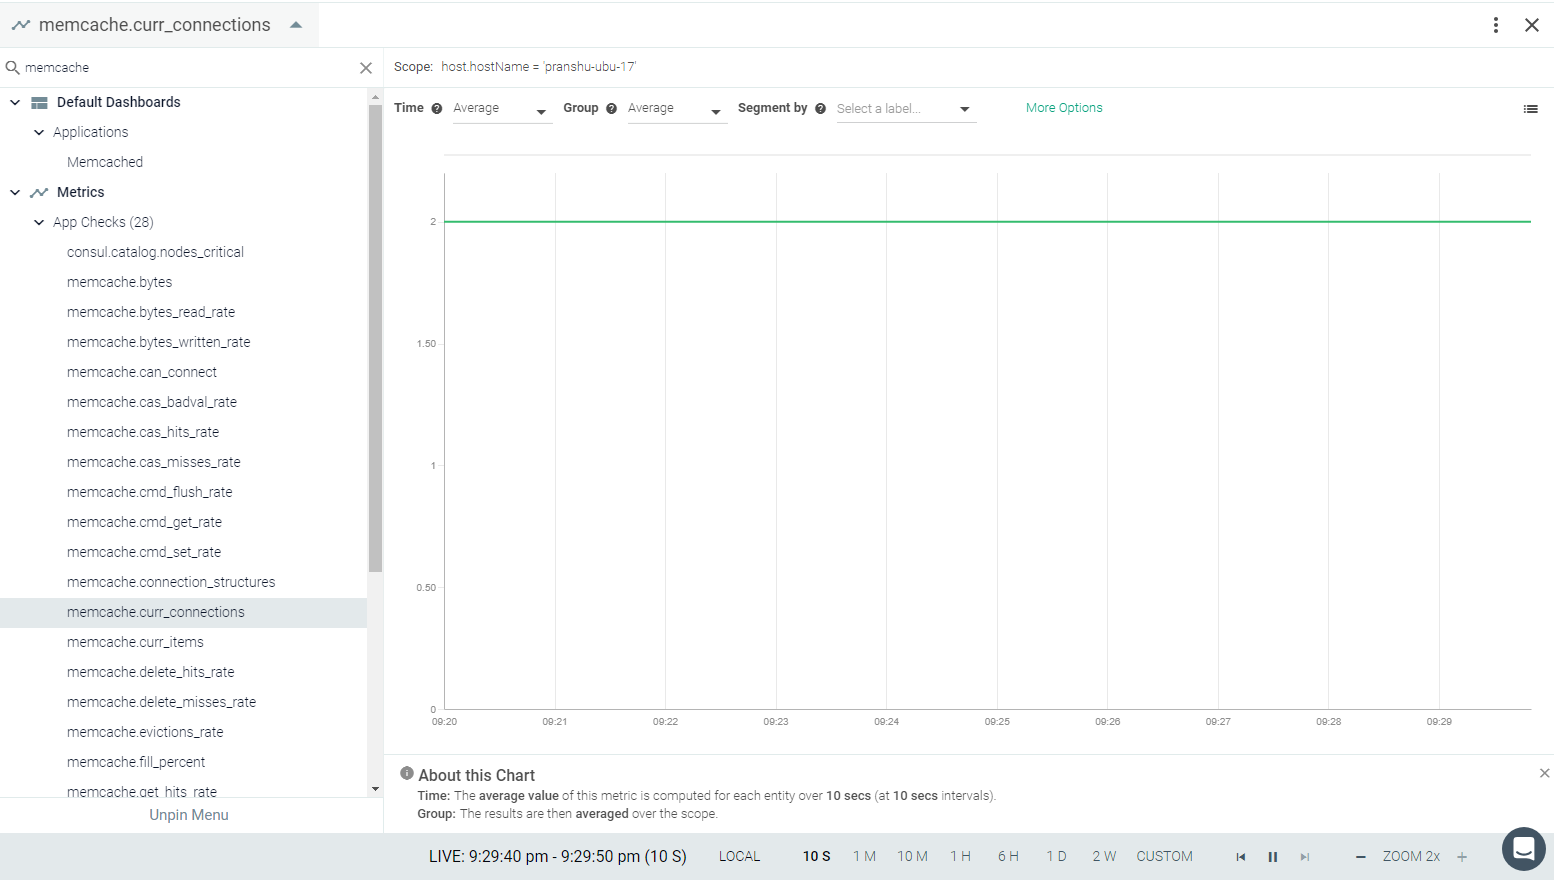 memcache.curr_connections
memcache
Default Dashboards
Applications
Memcached
Metrics
App Checks (28)
consul.catalog.nodes_critical
memcache.bytes
memcache.bytes_read_rate
memcache.bytes_written_rate
memcache.can_connect
memcache.cas_badval_rate
memcache.cas_hits_rate
memcache.cas_misses_rate
memcache.cmd_flush_rate
memcache.cmd_get_rate
memcache.cmd_set_rate
memcache.connection_structures
memcache.curr_connections
memcache.curr_items
memcache.delete_hits_rate
memcache.delete_misses_rate
memcache.evictions_rate
memcache.fill_percent
memcache.get_hits_rate
Unpin Menu
Scope: host.hostName = 'pranshu-ubu-17'
Time ? Average Group ? Average Segment by ? Select a label... More Options
2
1.50
1
0.50
0
09:20 09:21 09:22 09:23 09:24 09:25 09:26 09:27 09:28 09:29
About this Chart
Time: The average value of this metric is computed for each entity over 10 secs (at 10 secs intervals).
Group: The results are then averaged over the scope.
LIVE: 9:29:40 pm - 9:29:50 pm (10 S) LOCAL 10 S 1 M 10 M 1 H 6 H 1 D 2 W CUSTOM ZOOM 2x